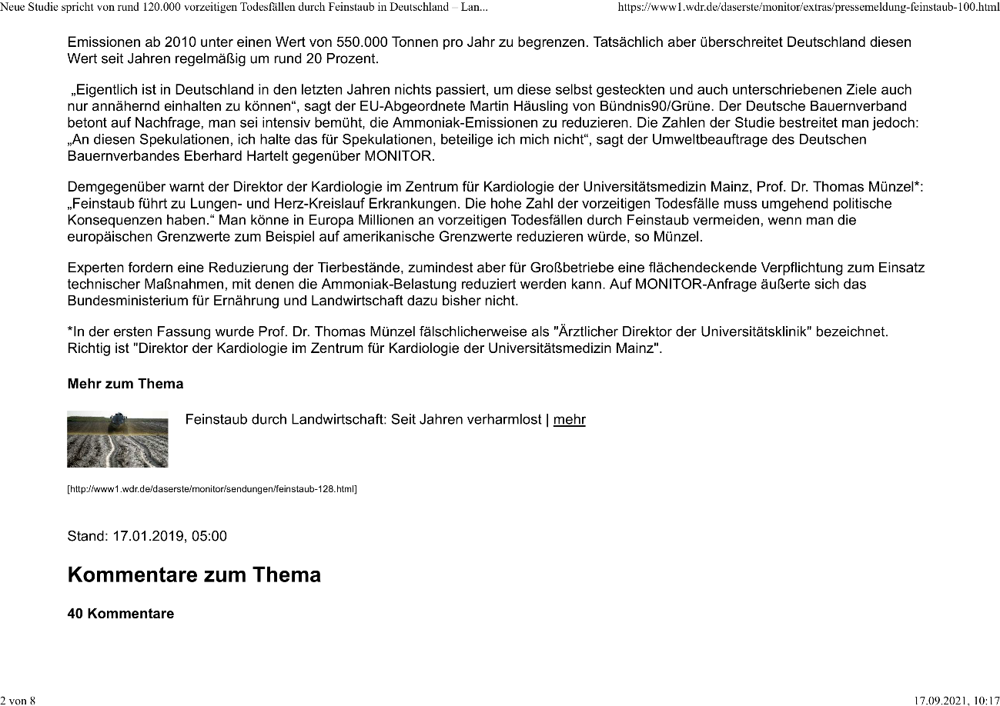 Neue Studie spricht von rund 120.000 vorzeitigen Todesfällen durch Feinstaub in Deutschland – Lan...
https://www1.wdr.de/daserste/monitor/extras/pressemeldung-feinstaub-100.html
Emissionen ab 2010 unter einen Wert von 550.000 Tonnen pro Jahr zu begrenzen. Tatsächlich aber überschreitet Deutschland diesen
Wert seit Jahren regelmäßig um rund 20 Prozent.
„Eigentlich ist in Deutschland in den letzten Jahren nichts passiert, um diese selbst gesteckten und auch unterschriebenen Ziele auch
nur annähernd einhalten zu können“, sagt der EU-Abgeordnete Martin Häusling von Bündnis90/Grüne. Der Deutsche Bauernverband
betont auf Nachfrage, man sei intensiv bemüht, die Ammoniak-Emissionen zu reduzieren. Die Zahlen der Studie bestreitet man jedoch:
„An diesen Spekulationen, ich halte das für Spekulationen, beteilige ich mich nicht“, sagt der Umweltbeauftrage des Deutschen
Bauernverbandes Eberhard Hartelt gegenüber MONITOR.
Demgegenüber warnt der Direktor der Kardiologie im Zentrum für Kardiologie der Universitätsmedizin Mainz, Prof. Dr. Thomas Münzel*:
„Feinstaub führt zu Lungen- und Herz-Kreislauf Erkrankungen. Die hohe Zahl der vorzeitigen Todesfälle muss umgehend politische
Konsequenzen haben.“ Man könne in Europa Millionen an vorzeitigen Todesfällen durch Feinstaub vermeiden, wenn man die
europäischen Grenzwerte zum Beispiel auf amerikanische Grenzwerte reduzieren würde, so Münzel.
Experten fordern eine Reduzierung der Tierbestände, zumindest aber für Großbetriebe eine flächendeckende Verpflichtung zum Einsatz
technischer Maßnahmen, mit denen die Ammoniak-Belastung reduziert werden kann. Auf MONITOR-Anfrage äußerte sich das
Bundesministerium für Ernährung und Landwirtschaft dazu bisher nicht.
*In der ersten Fassung wurde Prof. Dr. Thomas Münzel fälschlicherweise als "Ärztlicher Direktor der Universitätsklinik" bezeichnet.
Richtig ist "Direktor der Kardiologie im Zentrum für Kardiologie der Universitätsmedizin Mainz".
Mehr zum Thema
Feinstaub durch Landwirtschaft: Seit Jahren verharmlost | mehr
[http://www1.wdr.de/daserste/monitor/sendungen/feinstaub-128.html]
Stand: 17.01.2019, 05:00
Kommentare zum Thema
40 Kommentare
2 von 8
17.09.2021, 10:17